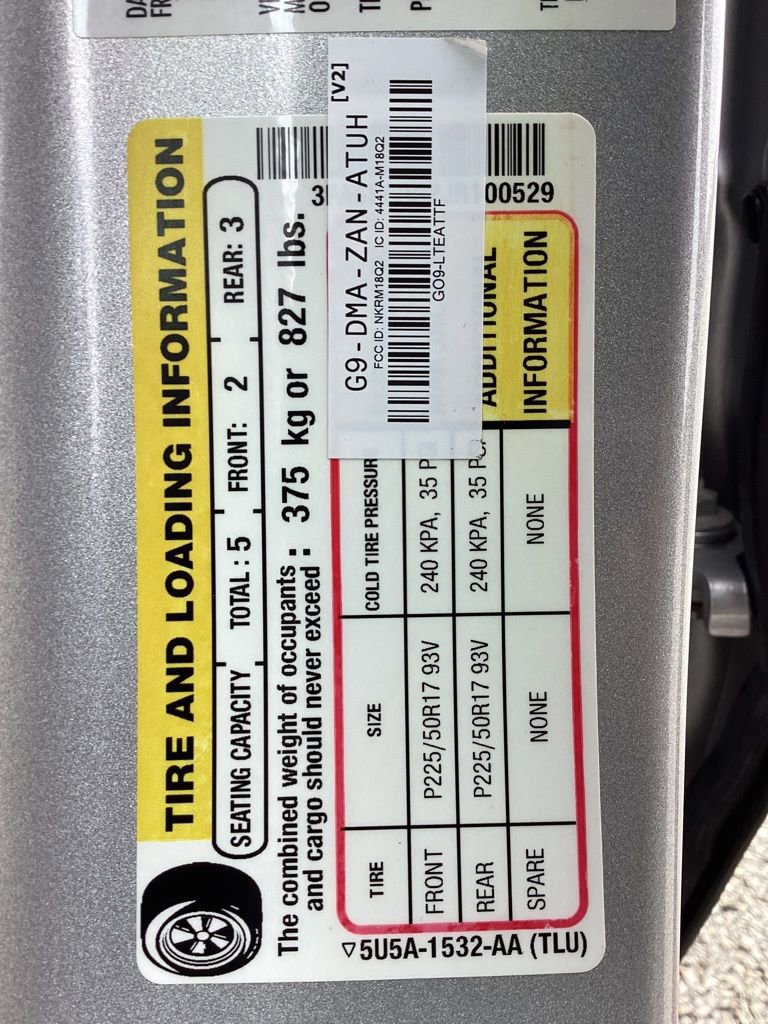 TIRE AND LOADING INFORMATION
SEATING CAPACITY TOTAL: 5 FRONT: 2 REAR: 3
The combined weight of occupants
and cargo should never exceed : 375 kg or 827 lbs.
TIRE SIZE COLD TIRE PRESSURE
FRONT P225/50R17 93V 240 KPA, 35
REAR P225/50R17 93V 240 KPA, 35
SPARE NONE NONE
ADDITIONAL
INFORMATION
5U5A-1532-AA (TLU)
00529
G9-DMA-ZAN-ATUH [V2]
FCC ID: NKRM18Q2 IC ID: 4441A-M18Q2
GO9-LTEATTF